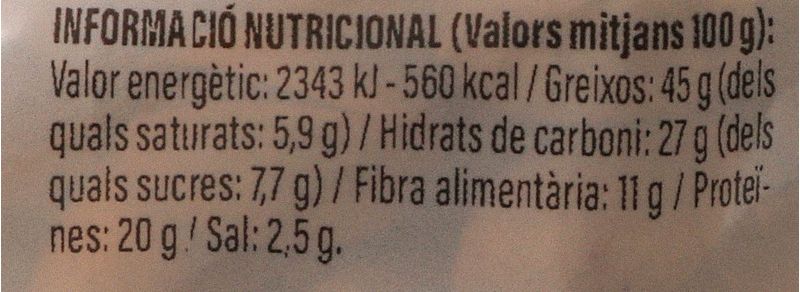 INFORMACIÓ NUTRICIONAL (Valors mitjans 100 g):
Valor energètic: 2343 kJ - 560 kcal / Greixos: 45 g (dels
quals saturats: 5,9 g) / Hidrats de carboni: 27 g (dels
quals sucres: 7,7 g) / Fibra alimentària: 11 g / Proteï-
nes: 20 g / Sal: 2,5 g.